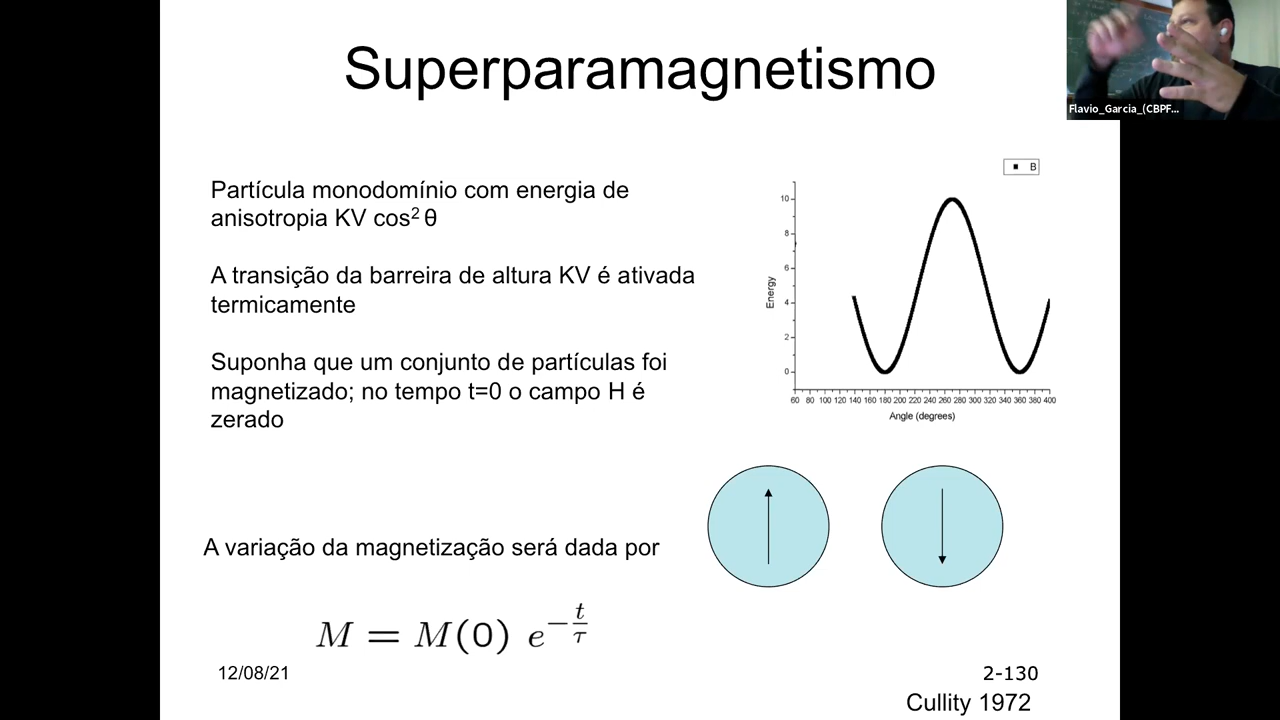 Superparamagnetismo
Flavio_Garcia_(CBPF...
Partícula monodomínio com energia de
anisotropia KV cos² θ
A transição da barreira de altura KV é ativada
termicamente
Suponha que um conjunto de partículas foi
magnetizado; no tempo t=0 o campo H é
zerado
B
10
8
6
4
2
0
Energy
60 80 100 120 140 160 180 200 220 240 260 280 300 320 340 360 380 400
Angle (degrees)
A variação da magnetização será dada por
M = M(0) e^{-t/τ}
12/08/21
2-130
Cullity 1972